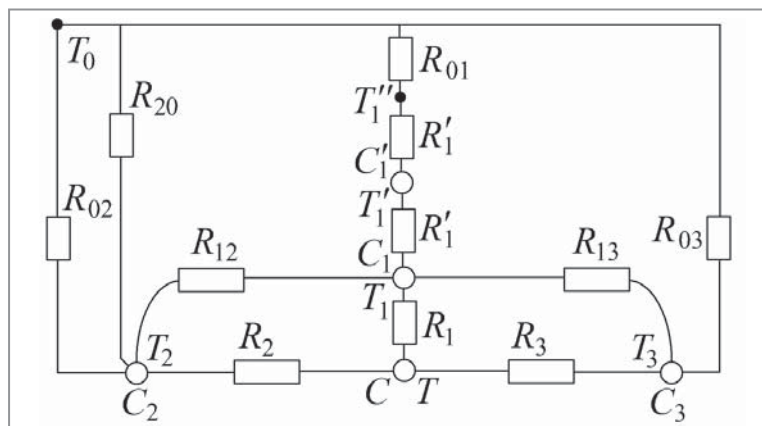 T₀
R₀₁
R₂₀
T₁″
R₁′
C₁′
R₀₂
T₁′
R₁′
R₀₃
R₁₂
C₁
R₁₃
T₁
R₁
T₂
R₂
R₃
T₃
C₂
C
T
C₃